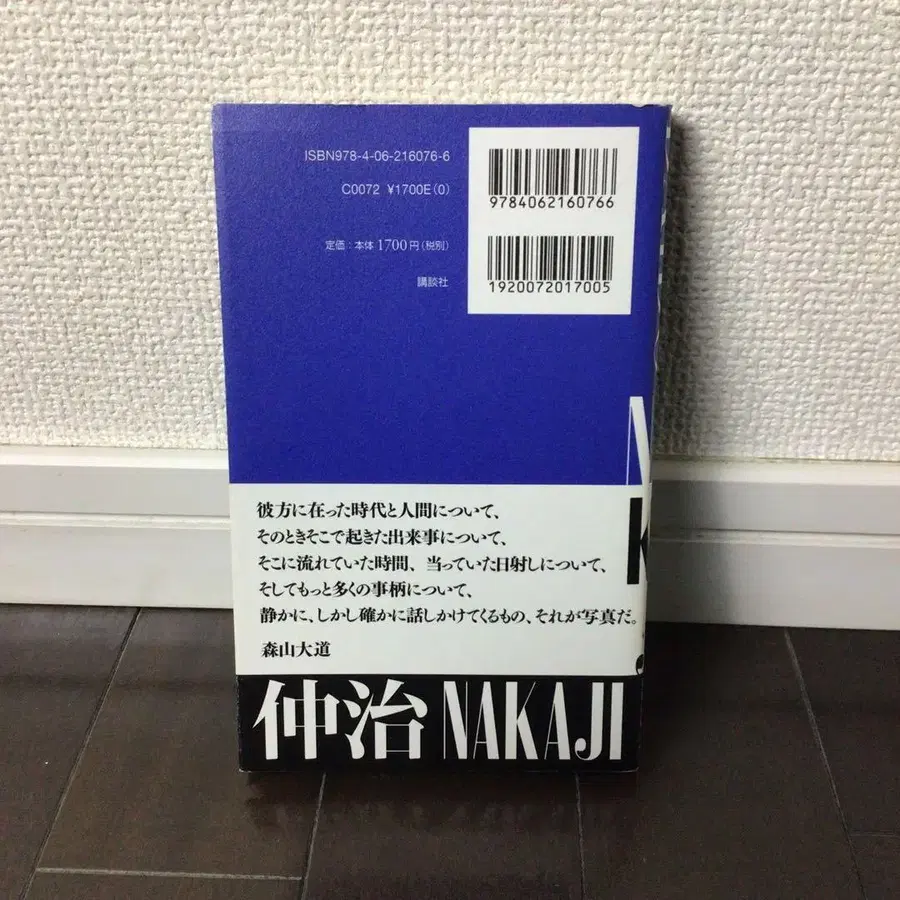 ISBN978-4-06-216076-6
C0072 ¥1700E(0)
定価:本体1700円(税別)
講談社
9784062160766
1920072017005
彼方に在った時代と人間について、
そのときそこで起きた出来事について、
そこに流れていた時間、当っていた日射しについて、
そしてもっと多くの事柄について、
静かに、しかし確かに話しかけてくるもの、それが写真だ。
森山大道
仲治 NAKAJI